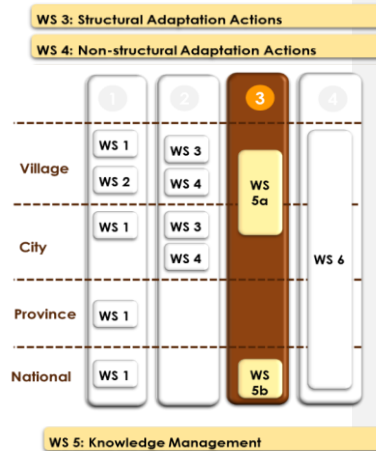 WS 3: Structural Adaptation Actions
WS 4: Non-structural Adaptation Actions
1 2 3 4
Village
WS 1
WS 2
WS 3
WS 4
WS
5a
City
WS 1
WS 3
WS 4
WS 6
Province
WS 1
National
WS 1
WS
5b
WS 5: Knowledge Management